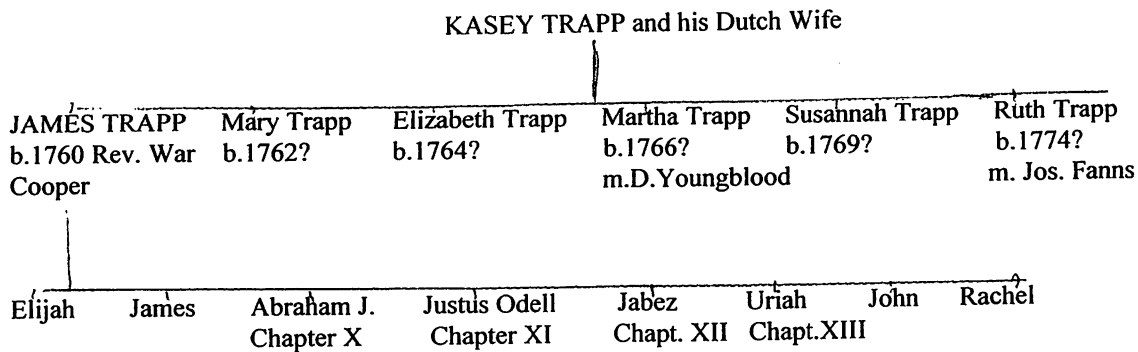 KASEY TRAPP and his Dutch Wife
JAMES TRAPP Mary Trapp Elizabeth Trapp Martha Trapp Susannah Trapp Ruth Trapp
b.1760 Rev. War b.1762? b.1764? b.1766? b.1769? b.1774?
Cooper m.D.Youngblood m. Jos. Fanns
Elijah James Abraham J. Justus Odell Jabez Uriah John Rachel
Chapter X Chapter XI Chapt. XII Chapt.XIII